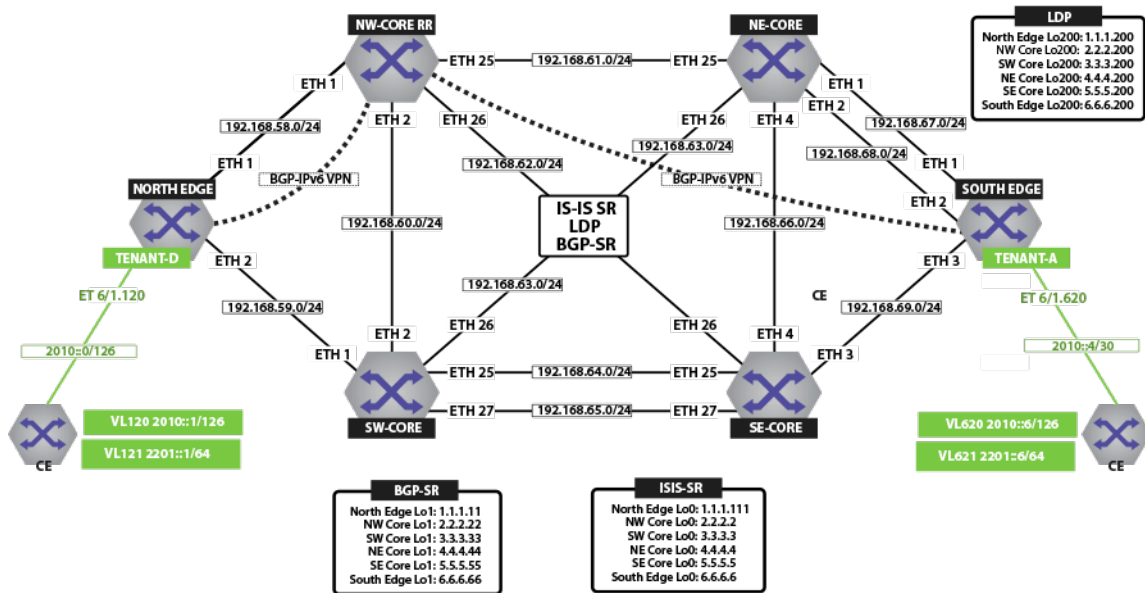 NW-CORE RR
NE-CORE
LDP
North Edge Lo200: 1.1.1.200
NW Core Lo200: 2.2.2.200
SW Core Lo200: 3.3.3.200
NE Core Lo200: 4.4.4.200
SE Core Lo200: 5.5.5.200
South Edge Lo200: 6.6.6.200
ETH 25
192.168.61.0/24
ETH 25
ETH 1
ETH 2
ETH 26
ETH 26
ETH 4
ETH 2
ETH 1
192.168.58.0/24
192.168.62.0/24
192.168.63.0/24
192.168.67.0/24
192.168.68.0/24
ETH 1
BGP-IPv6 VPN
BGP-IPv6 VPN
ETH 1
ETH 2
NORTH EDGE
SOUTH EDGE
IS-IS SR
LDP
BGP-SR
192.168.60.0/24
192.168.66.0/24
TENANT-D
ETH 2
ETH 3
TENANT-A
ET 6/1.120
192.168.59.0/24
192.168.63.0/24
CE
192.168.69.0/24
ET 6/1.620
2010::0/126
ETH 1
ETH 2
ETH 26
ETH 26
ETH 4
ETH 3
2010::4/30
ETH 25
192.168.64.0/24
ETH 25
ETH 27
192.168.65.0/24
ETH 27
SW-CORE
SE-CORE
VL120 2010::1/126
VL121 2201::1/64
CE
VL620 2010::6/126
VL621 2201::6/64
CE
BGP-SR
North Edge Lo1: 1.1.1.11
NW Core Lo1: 2.2.2.22
SW Core Lo1: 3.3.3.33
NE Core Lo1: 4.4.4.44
SE Core Lo1: 5.5.5.55
South Edge Lo1: 6.6.6.66
ISIS-SR
North Edge Lo0: 1.1.1.111
NW Core Lo0: 2.2.2.2
SW Core Lo0: 3.3.3.3
NE Core Lo0: 4.4.4.4
SE Core Lo0: 5.5.5.5
South Edge Lo0: 6.6.6.6